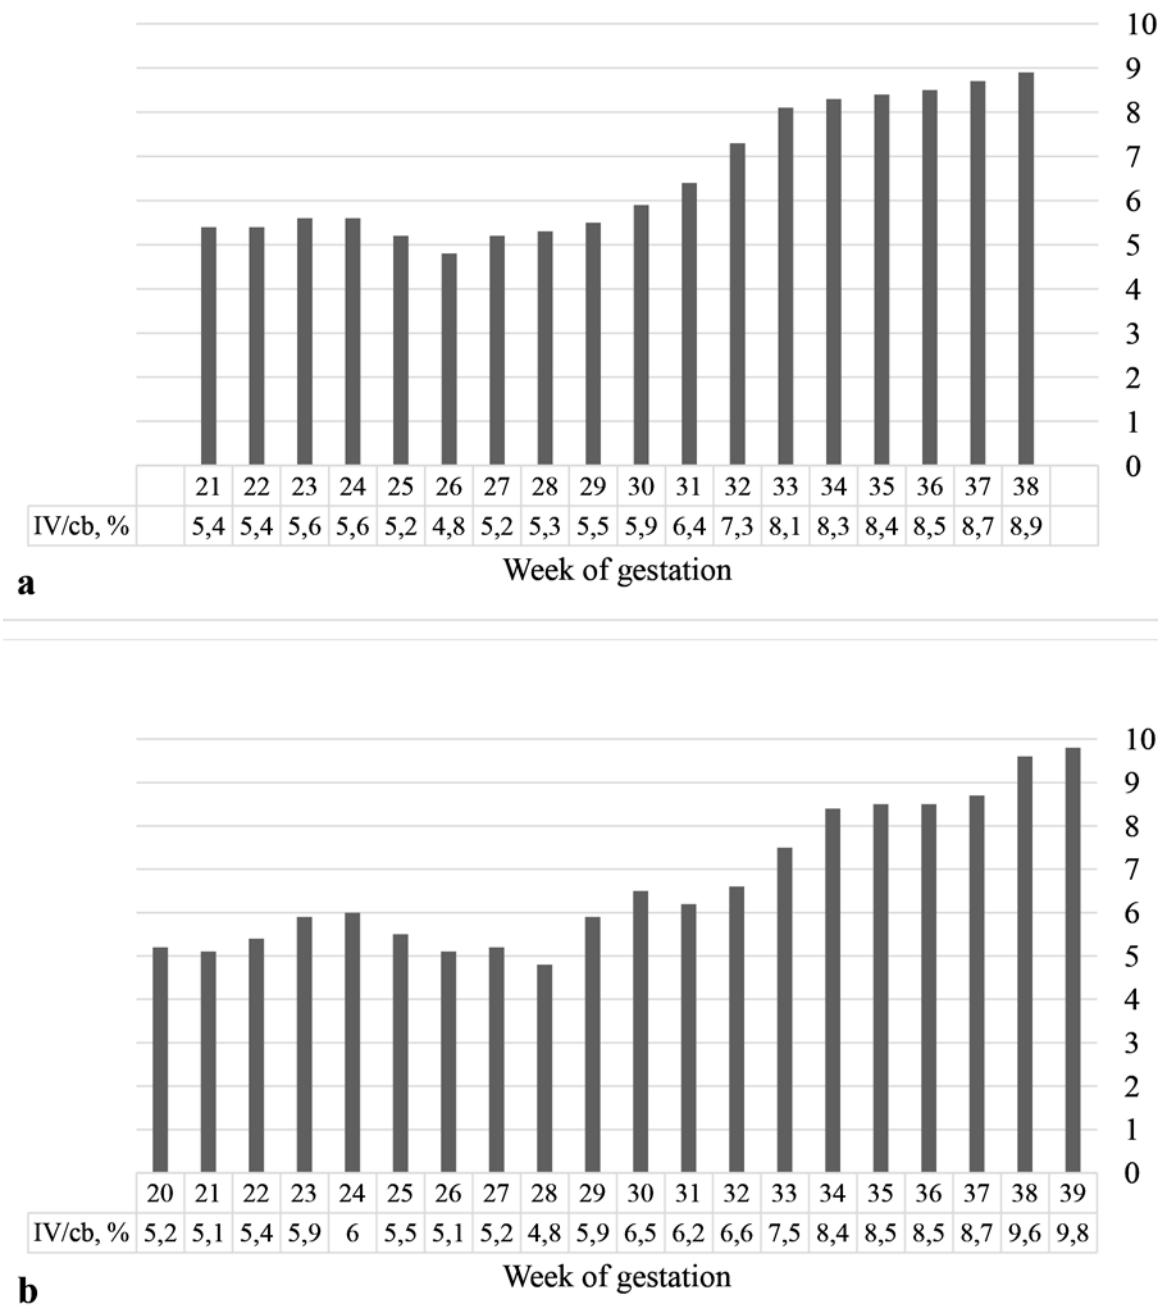 10
9
8
7
6
5
4
3
2
1
0
21 22 23 24 25 26 27 28 29 30 31 32 33 34 35 36 37 38
IV/cb, % 5,4 5,4 5,6 5,6 5,2 4,8 5,2 5,3 5,5 5,9 6,4 7,3 8,1 8,3 8,4 8,5 8,7 8,9
Week of gestation
a
10
9
8
7
6
5
4
3
2
1
0
20 21 22 23 24 25 26 27 28 29 30 31 32 33 34 35 36 37 38 39
IV/cb, % 5,2 5,1 5,4 5,9 6 5,5 5,1 5,2 4,8 5,9 6,5 6,2 6,6 7,5 8,4 8,5 8,5 8,7 9,6 9,8
Week of gestation
b